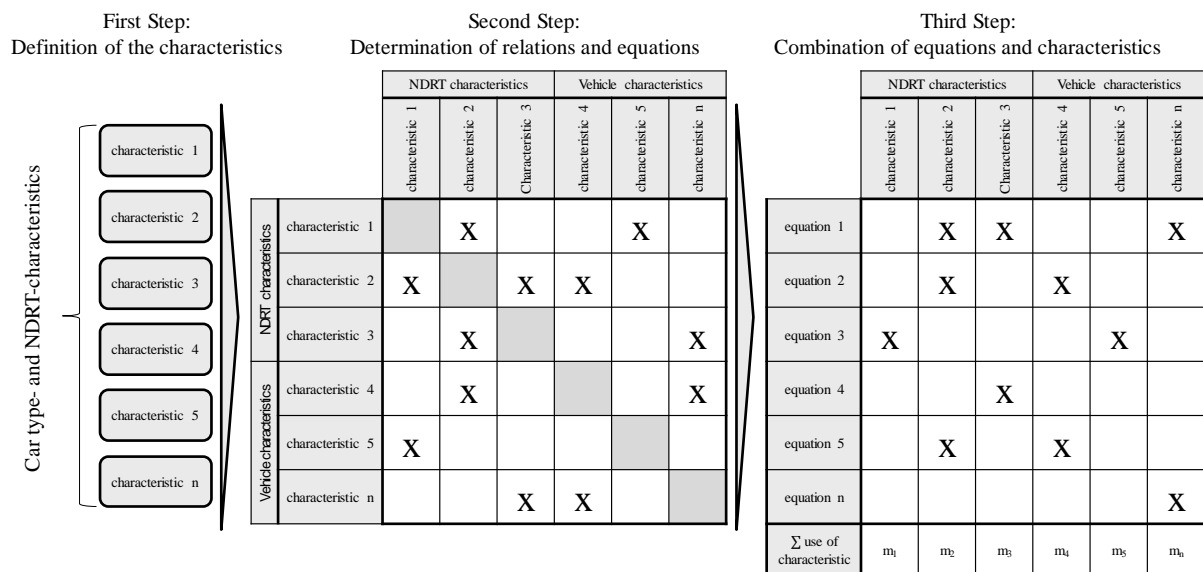 First Step:
Definition of the characteristics
Second Step:
Determination of relations and equations
Third Step:
Combination of equations and characteristics
Car type- and NDRT-characteristics
characteristic 1
characteristic 2
characteristic 3
characteristic 4
characteristic 5
characteristic n
NDRT characteristics
Vehicle characteristics
characteristic 1
characteristic 2
Characteristic 3
characteristic 4
characteristic 5
characteristic n
NDRT characteristics
Vehicle characteristics
characteristic 1
X
X
characteristic 2
X
X
X
characteristic 3
X
X
characteristic 4
X
X
characteristic 5
X
characteristic n
X
X
NDRT characteristics
Vehicle characteristics
characteristic 1
characteristic 2
Characteristic 3
characteristic 4
characteristic 5
characteristic n
equation 1
X
X
X
equation 2
X
X
equation 3
X
X
equation 4
X
equation 5
X
X
equation n
X
∑ use of
characteristic
m₁
m₂
m₃
m₄
m₅
mₙ